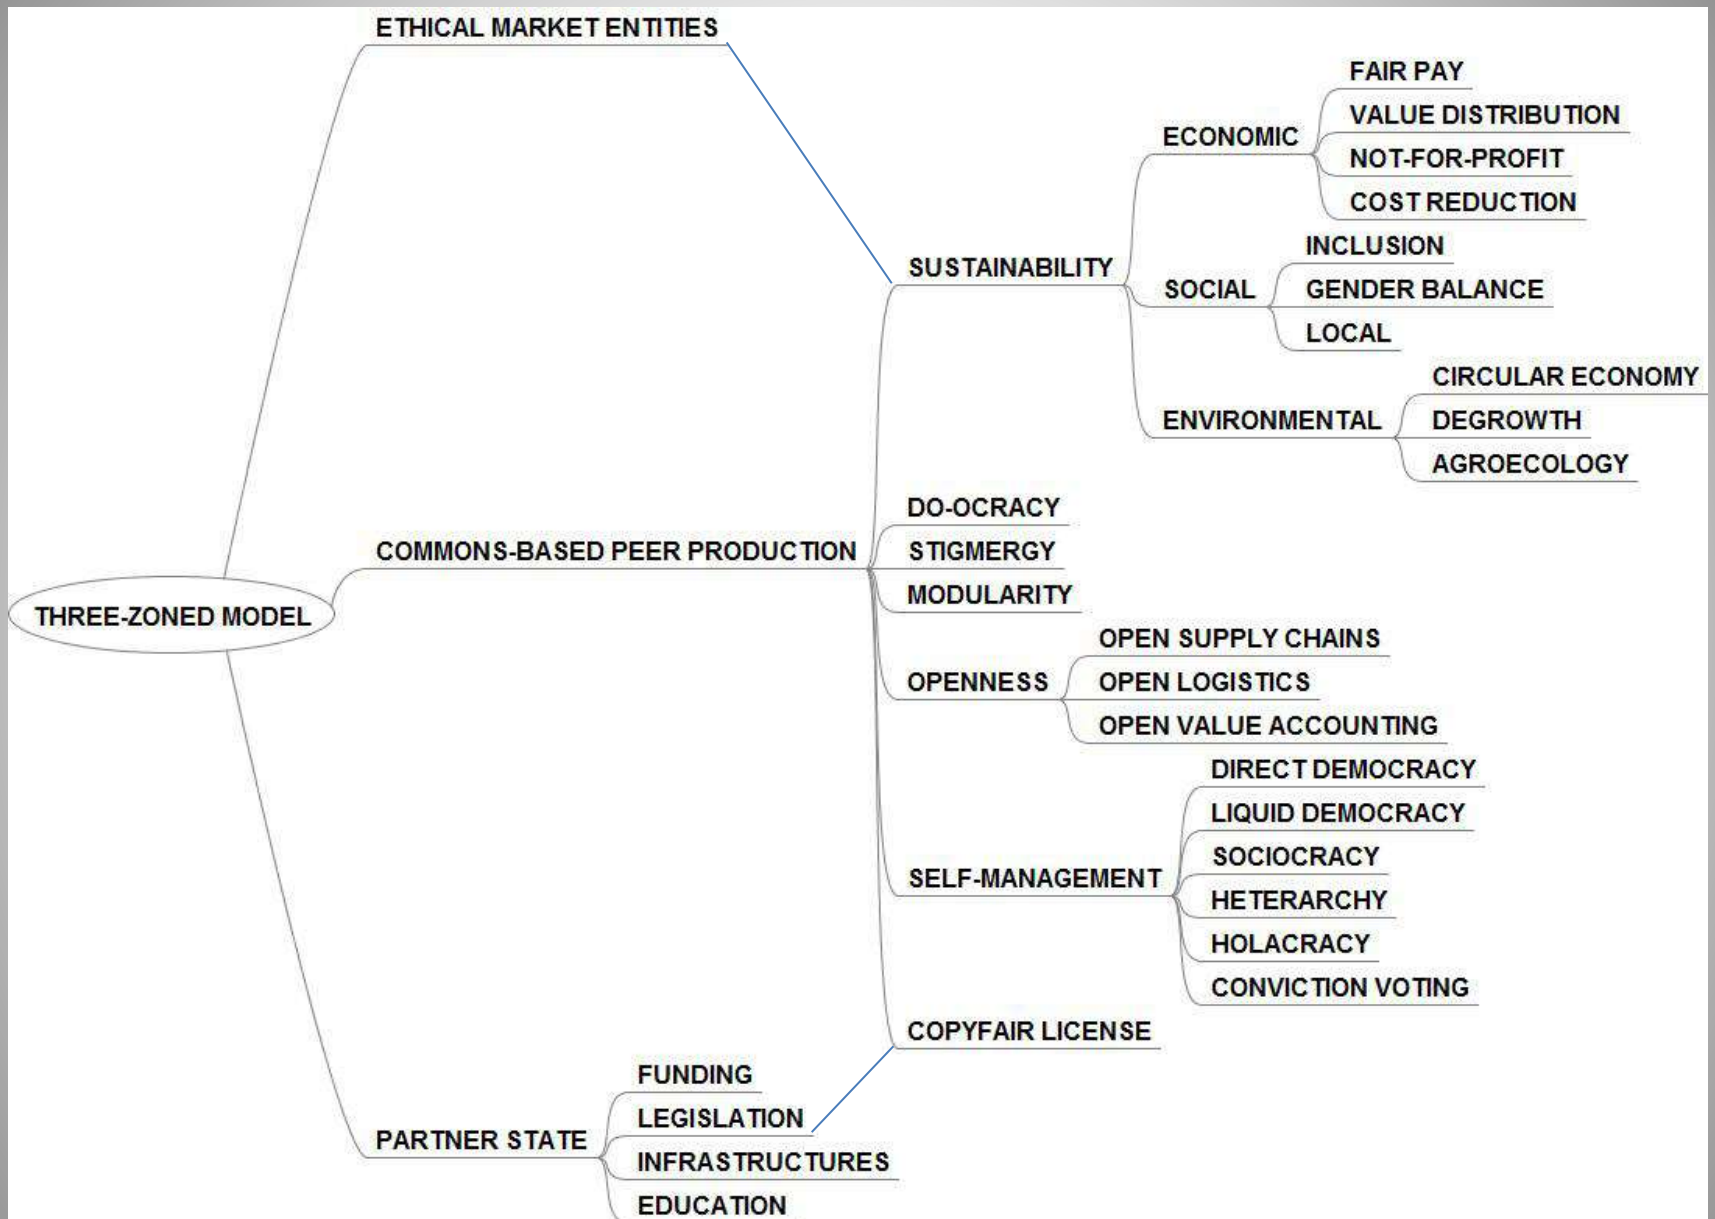 THREE-ZONED MODEL
ETHICAL MARKET ENTITIES
COMMONS-BASED PEER PRODUCTION
SUSTAINABILITY
ECONOMIC
FAIR PAY
VALUE DISTRIBUTION
NOT-FOR-PROFIT
COST REDUCTION
SOCIAL
INCLUSION
GENDER BALANCE
LOCAL
ENVIRONMENTAL
CIRCULAR ECONOMY
DEGROWTH
AGROECOLOGY
DO-OCRACY
STIGMERGY
MODULARITY
OPENNESS
OPEN SUPPLY CHAINS
OPEN LOGISTICS
OPEN VALUE ACCOUNTING
SELF-MANAGEMENT
DIRECT DEMOCRACY
LIQUID DEMOCRACY
SOCIOCRACY
HETERARCHY
HOLACRACY
CONVICTION VOTING
COPYFAIR LICENSE
PARTNER STATE
FUNDING
LEGISLATION
INFRASTRUCTURES
EDUCATION